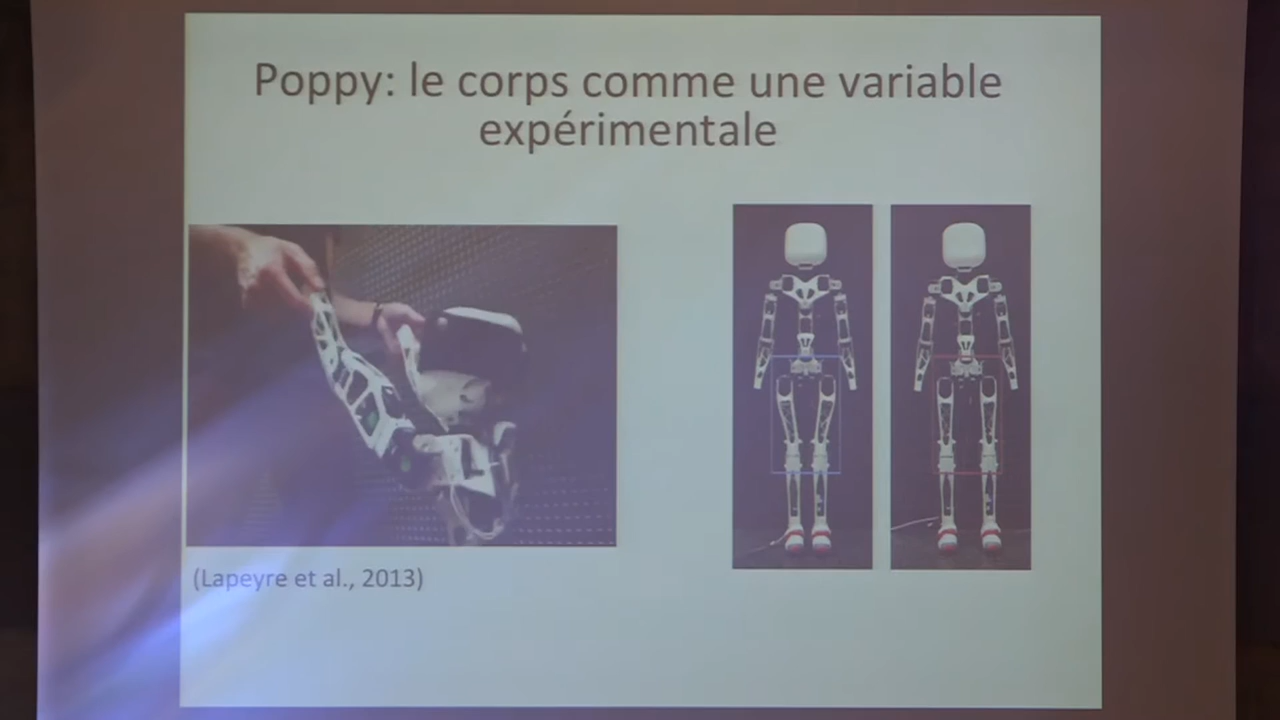 Poppy: le corps comme une variable
expérimentale
(Lapeyre et al., 2013)